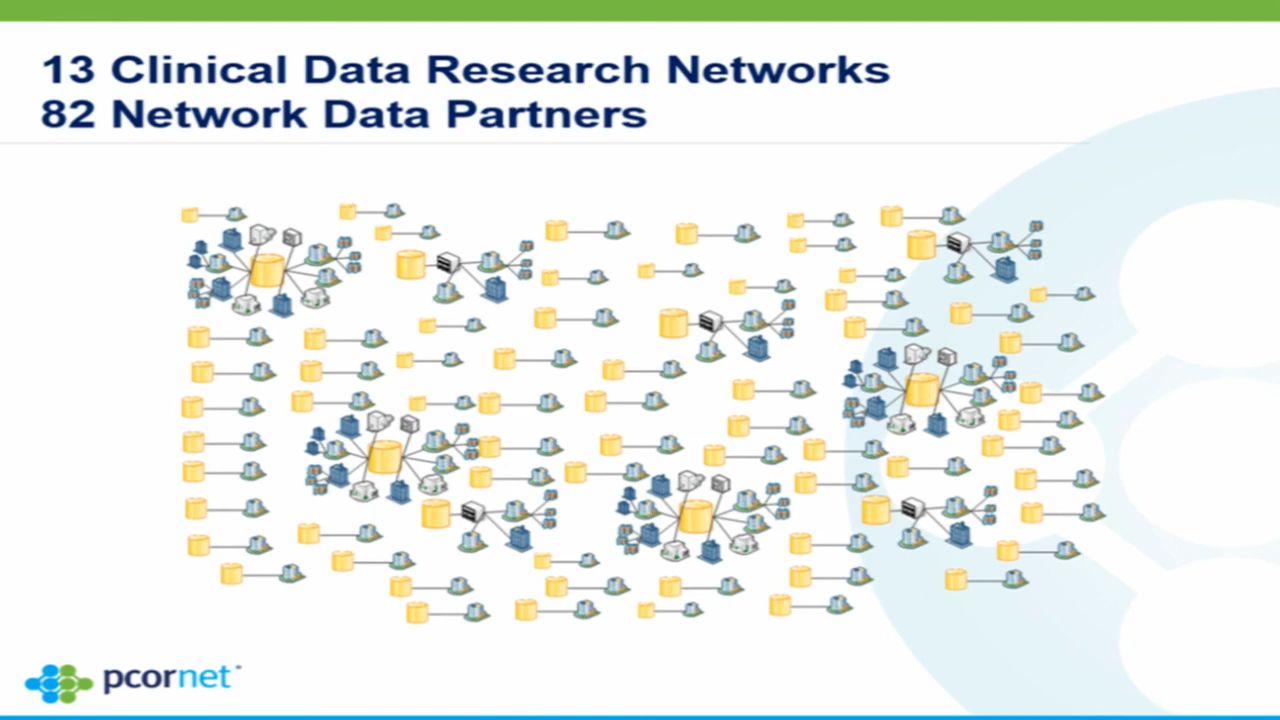 13 Clinical Data Research Networks
82 Network Data Partners
pcornet